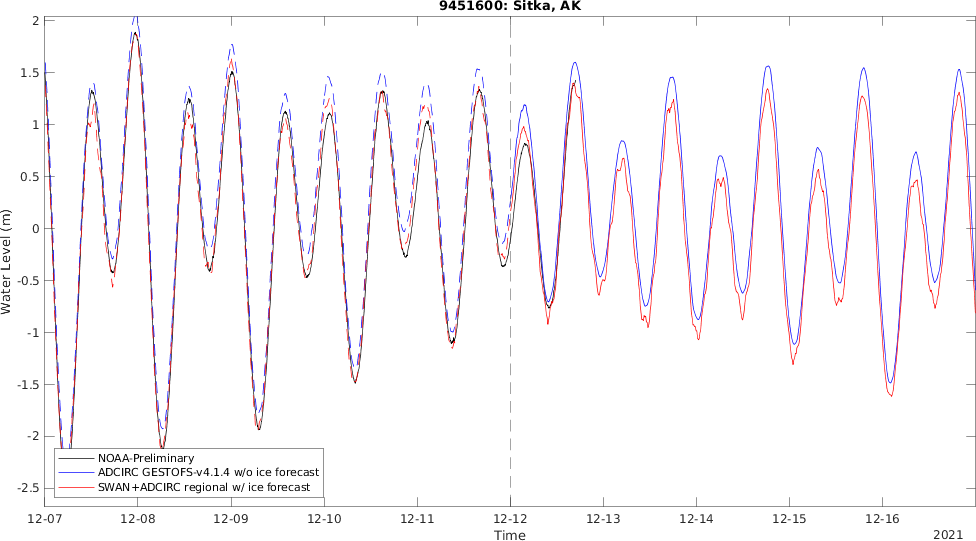 9451600: Sitka, AK
2
1.5
1
0.5
0
-0.5
-1
-1.5
-2
-2.5
Water Level (m)
NOAA-Preliminary
ADCIRC GESTOFS-v4.1.4 w/o ice forecast
SWAN+ADCIRC regional w/ ice forecast
12-07 12-08 12-09 12-10 12-11 12-12 12-13 12-14 12-15 12-16
Time
2021